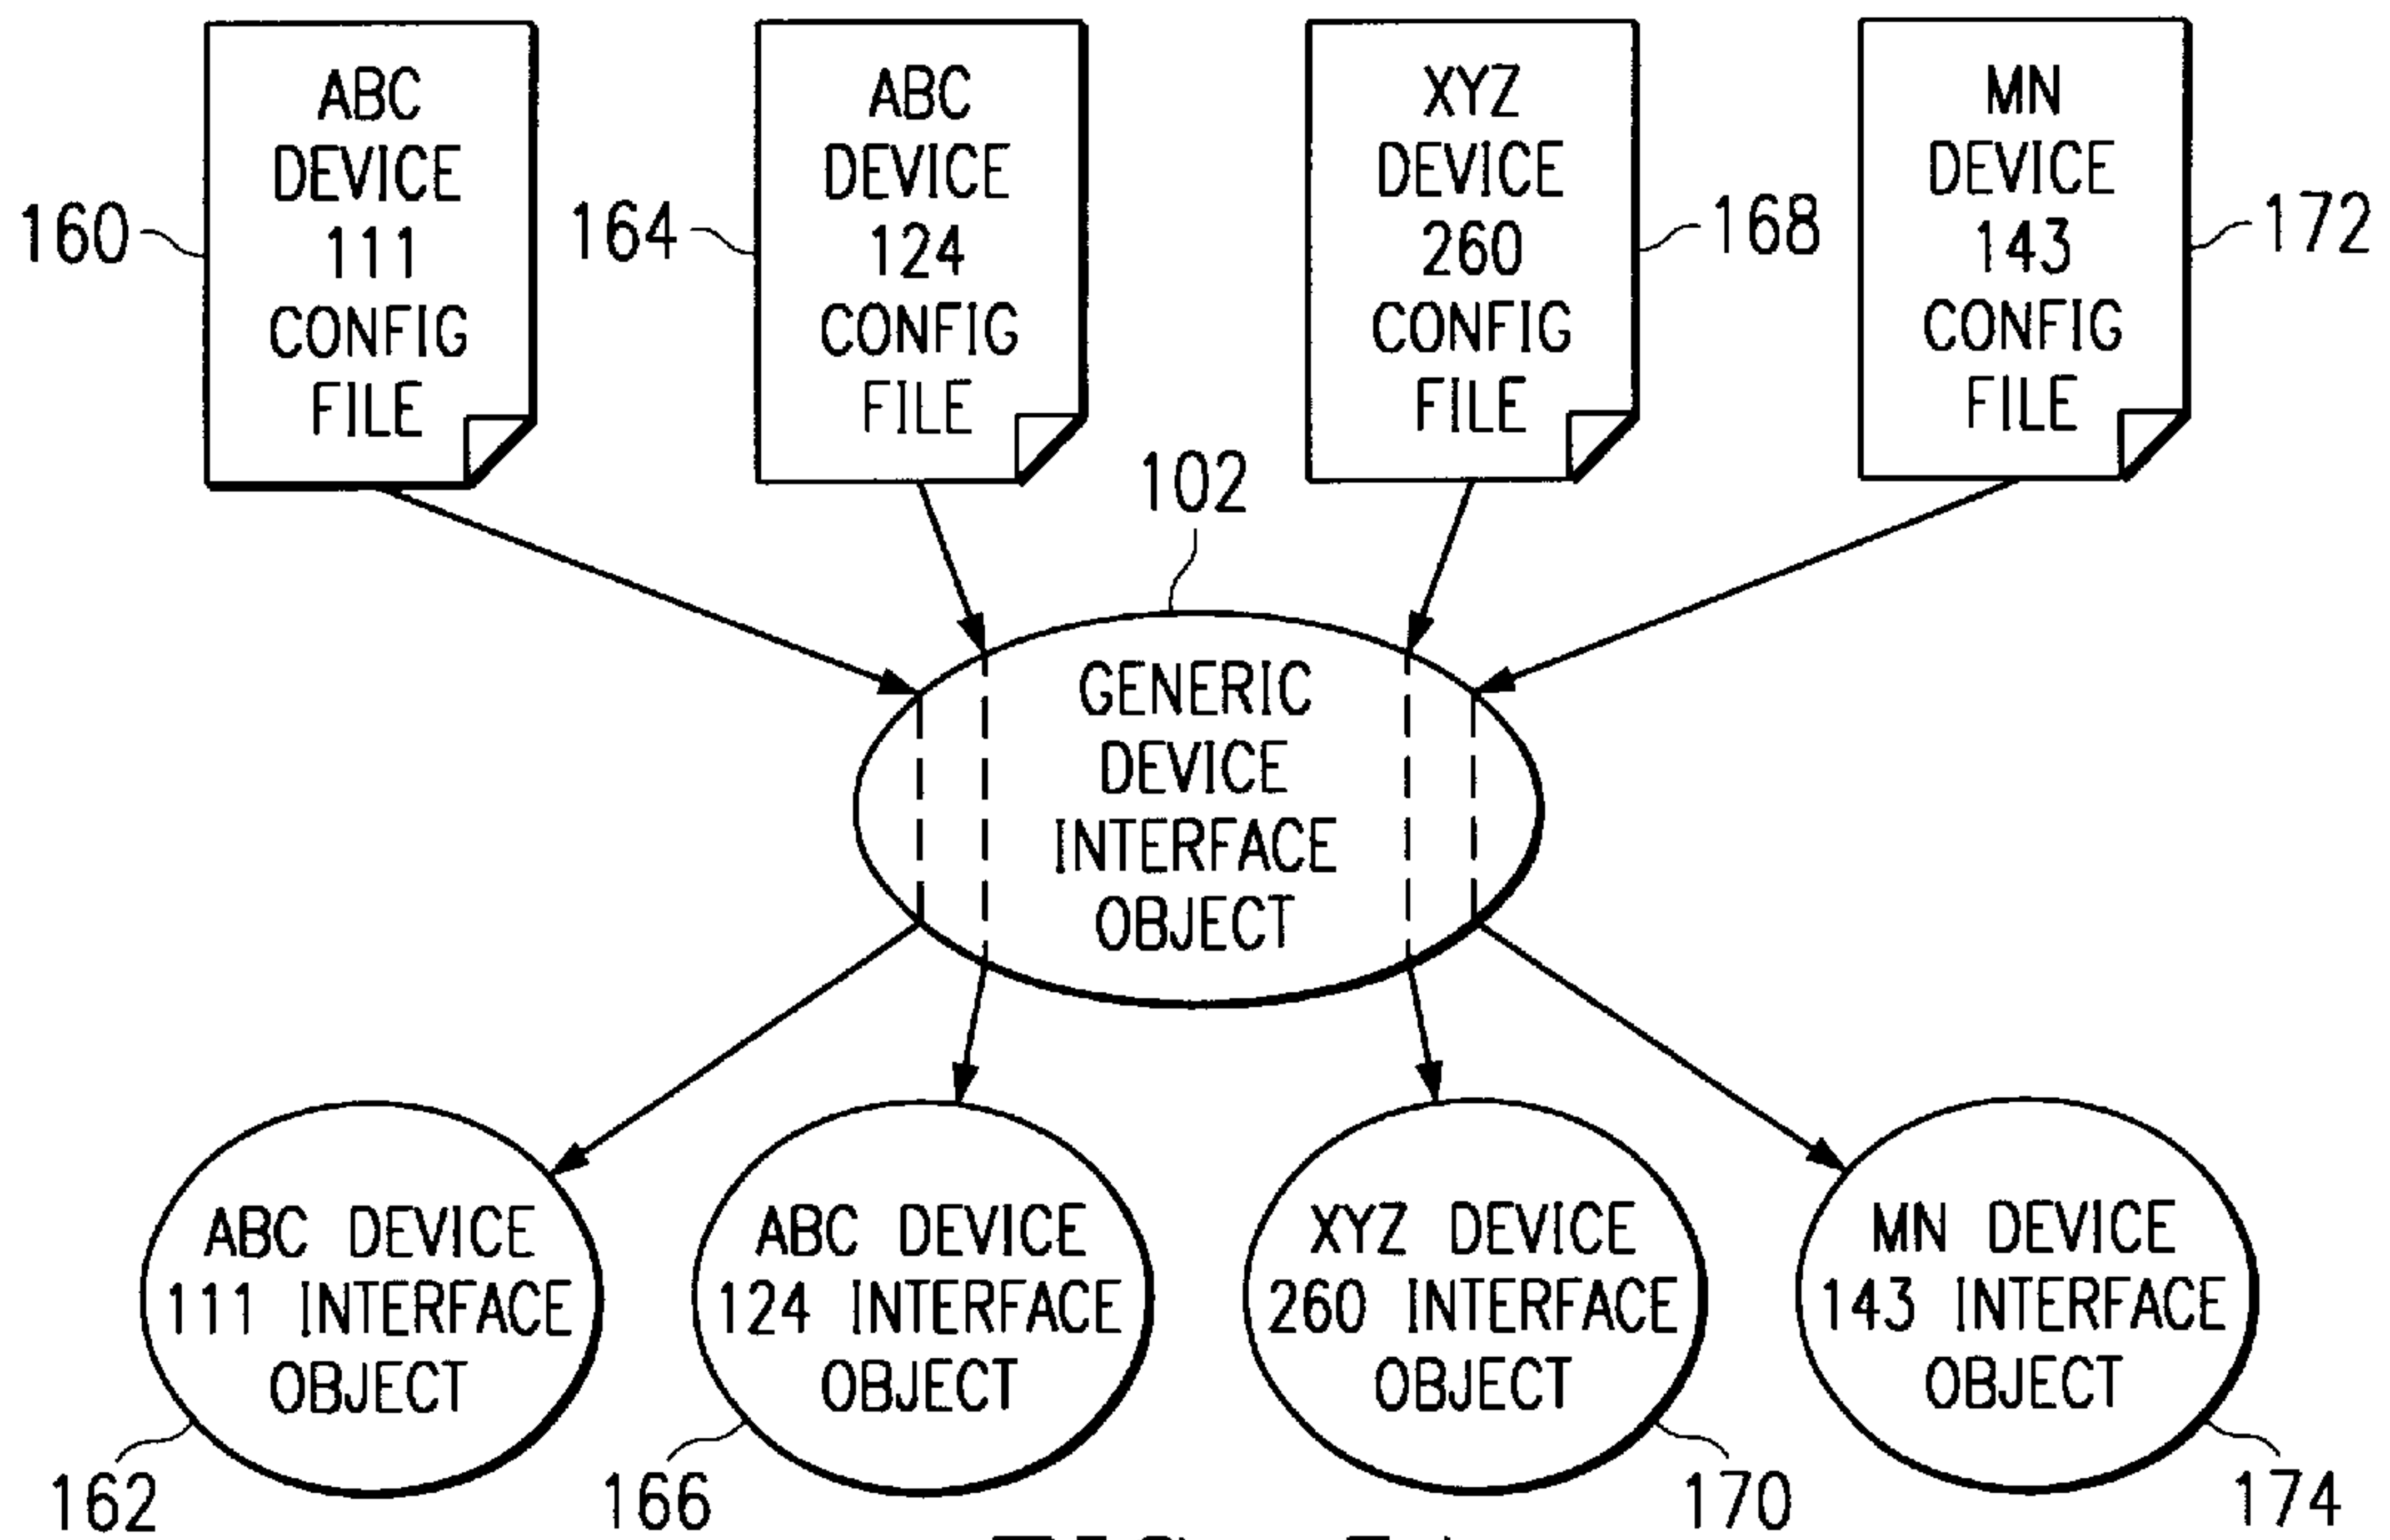 ABC
DEVICE
111
CONFIG
FILE
160
ABC
DEVICE
124
CONFIG
FILE
164
XYZ
DEVICE
260
CONFIG
FILE
168
MN
DEVICE
143
CONFIG
FILE
172
102
GENERIC
DEVICE
INTERFACE
OBJECT
ABC DEVICE
111 INTERFACE
OBJECT
162
ABC DEVICE
124 INTERFACE
OBJECT
166
XYZ DEVICE
260 INTERFACE
OBJECT
170
MN DEVICE
143 INTERFACE
OBJECT
174